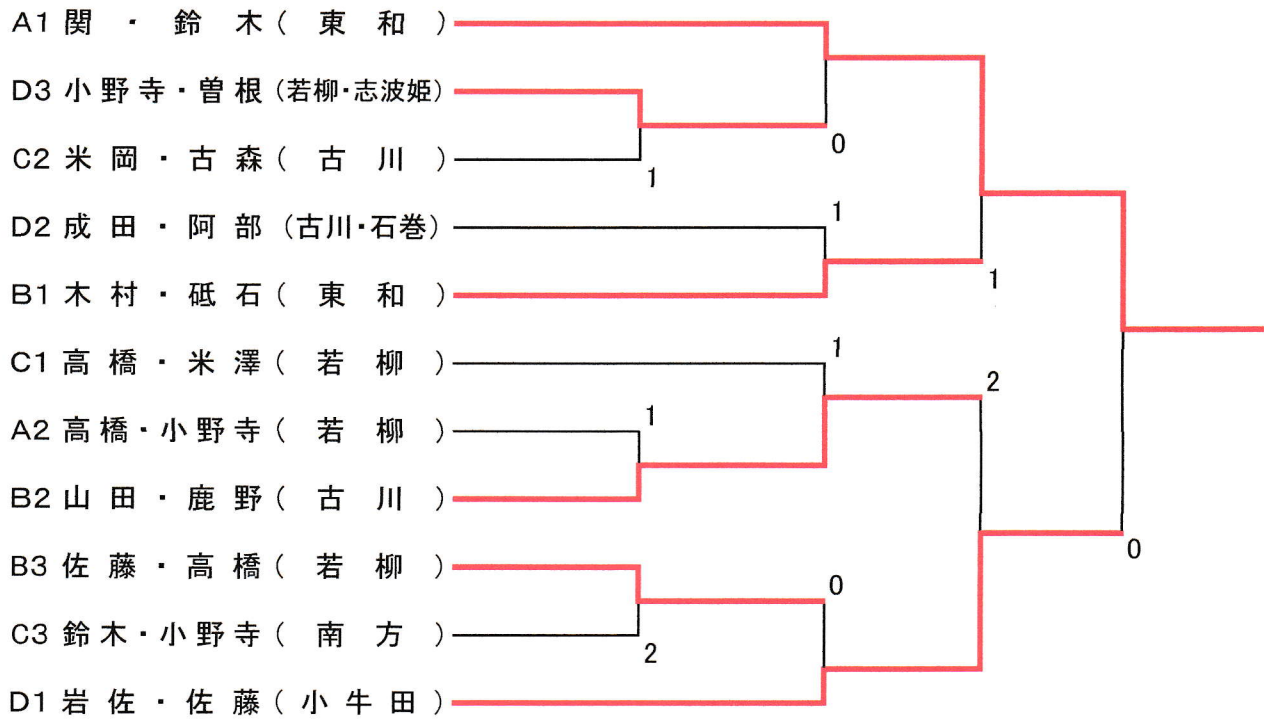 A1 関・鈴木(東和)
D3 小野寺・曽根(若柳・志波姫)
0
C2 米岡・古森(古川)
1
D2 成田・阿部(古川・石巻)
1
B1 木村・砥石(東和)
1
C1 高橋・米澤(若柳)
1
2
A2 高橋・小野寺(若柳)
1
B2 山田・鹿野(古川)
0
B3 佐藤・高橋(若柳)
0
C3 鈴木・小野寺(南方)
2
D1 岩佐・佐藤(小牛田)